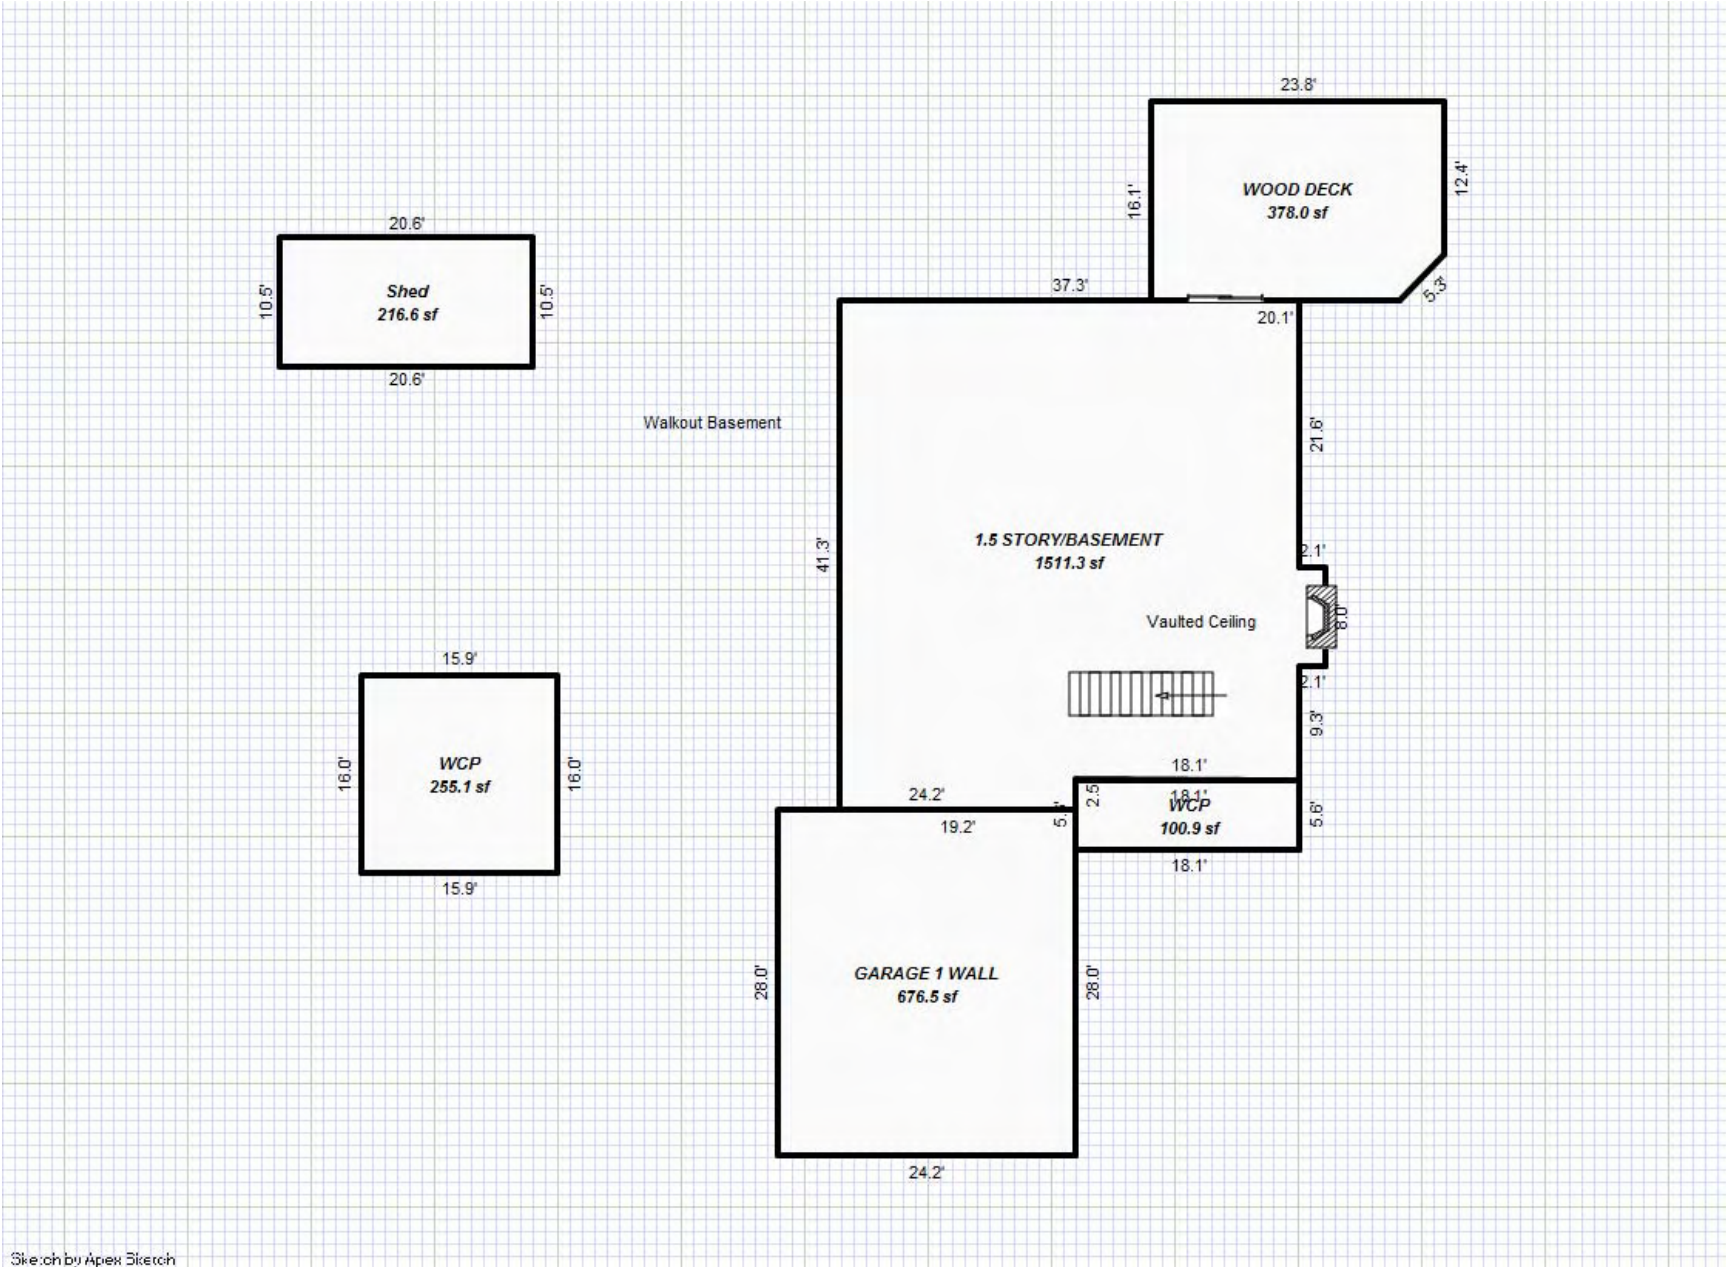 23.8'
16.1'
WOOD DECK
378.0 sf
12.4'
5.3'
20.6'
10.5'
Shed
216.6 sf
10.5'
20.6'
37.3'
20.1'
Walkout Basement
21.6'
41.3'
1.5 STORY/BASEMENT
1511.3 sf
2.1'
Vaulted Ceiling
8.0'
2.1'
9.3'
15.9'
16.0'
WCP
255.1 sf
16.0'
15.9'
18.1'
24.2'
2.5
18.1'
19.2'
WCP
100.9 sf
5.6'
18.1'
28.0'
GARAGE 1 WALL
676.5 sf
28.0'
24.2'
Sketch by Apex Sketch